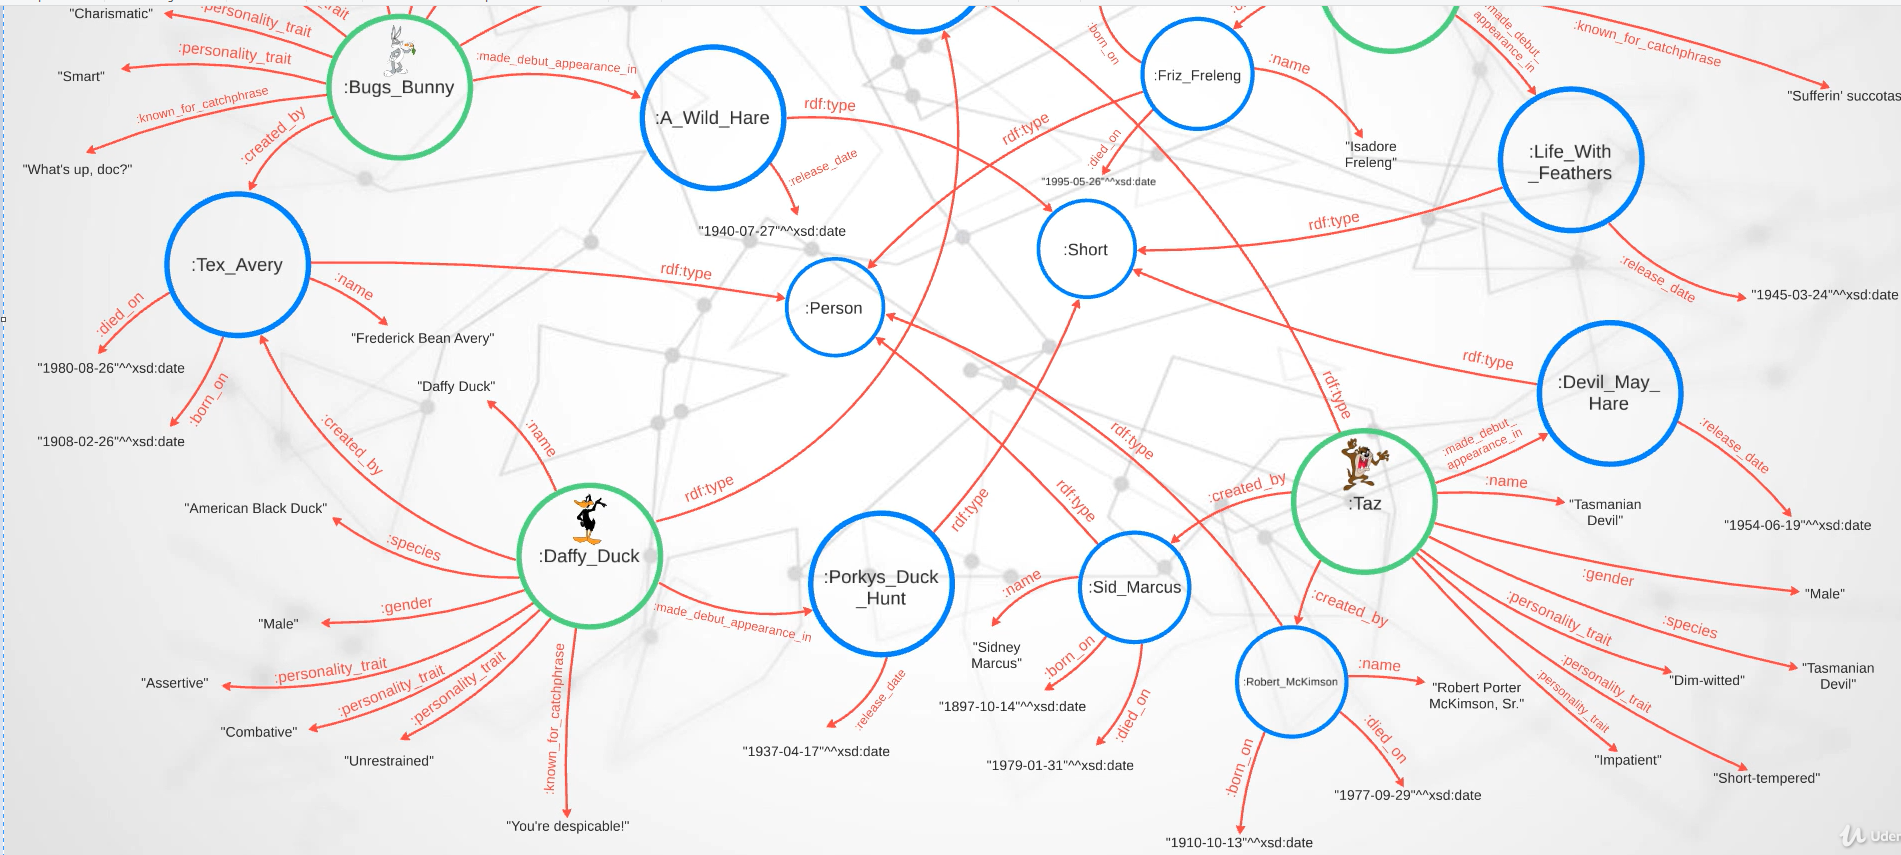 "Charismatic"
:personality_trait
:personality_trait
"Smart"
:known_for_catchphrase
"What's up, doc?"
:created_by
:Bugs_Bunny
:made_debut_appearance_in
:A_Wild_Hare
rdf:type
:release_date
"1940-07-27"^^xsd:date
:born_on
:Friz_Freleng
:name
"Isadore
Freleng"
rdf:type
:died_on
"1995-05-26"^^xsd:date
:made_debut_
appearance_in
:known_for_catchphrase
"Sufferin' succotas
:Life_With
_Feathers
rdf:type
:release_date
"1945-03-24"^^xsd:date
:Short
:Tex_Avery
rdf:type
:Person
:name
"Frederick Bean Avery"
:died_on
"1980-08-26"^^xsd:date
:born_on
"1908-02-26"^^xsd:date
:created_by
"Daffy Duck"
:name
rdf:type
:Devil_May_
Hare
rdf:type
:release_date
"1954-06-19"^^xsd:date
rdf:type
:made_debut_
appearance_in
:Taz
:name
"Tasmanian
Devil"
:created_by
rdf:type
rdf:type
rdf:type
"American Black Duck"
:species
:Daffy_Duck
:gender
"Male"
:personality_trait
"Assertive"
:personality_trait
"Combative"
:personality_trait
"Unrestrained"
:known_for_catchphrase
"You're despicable!"
:made_debut_appearance_in
:Porkys_Duck
_Hunt
:release_date
"1937-04-17"^^xsd:date
:Sid_Marcus
:name
"Sidney
Marcus"
:born_on
"1897-10-14"^^xsd:date
:died_on
"1979-01-31"^^xsd:date
:created_by
:Robert_McKimson
:name
"Robert Porter
McKimson, Sr."
:died_on
"1977-09-29"^^xsd:date
:born_on
"1910-10-13"^^xsd:date
:gender
"Male"
:species
"Tasmanian
Devil"
:personality_trait
"Dim-witted"
:personality_trait
"Short-tempered"
:personality_trait
"Impatient"